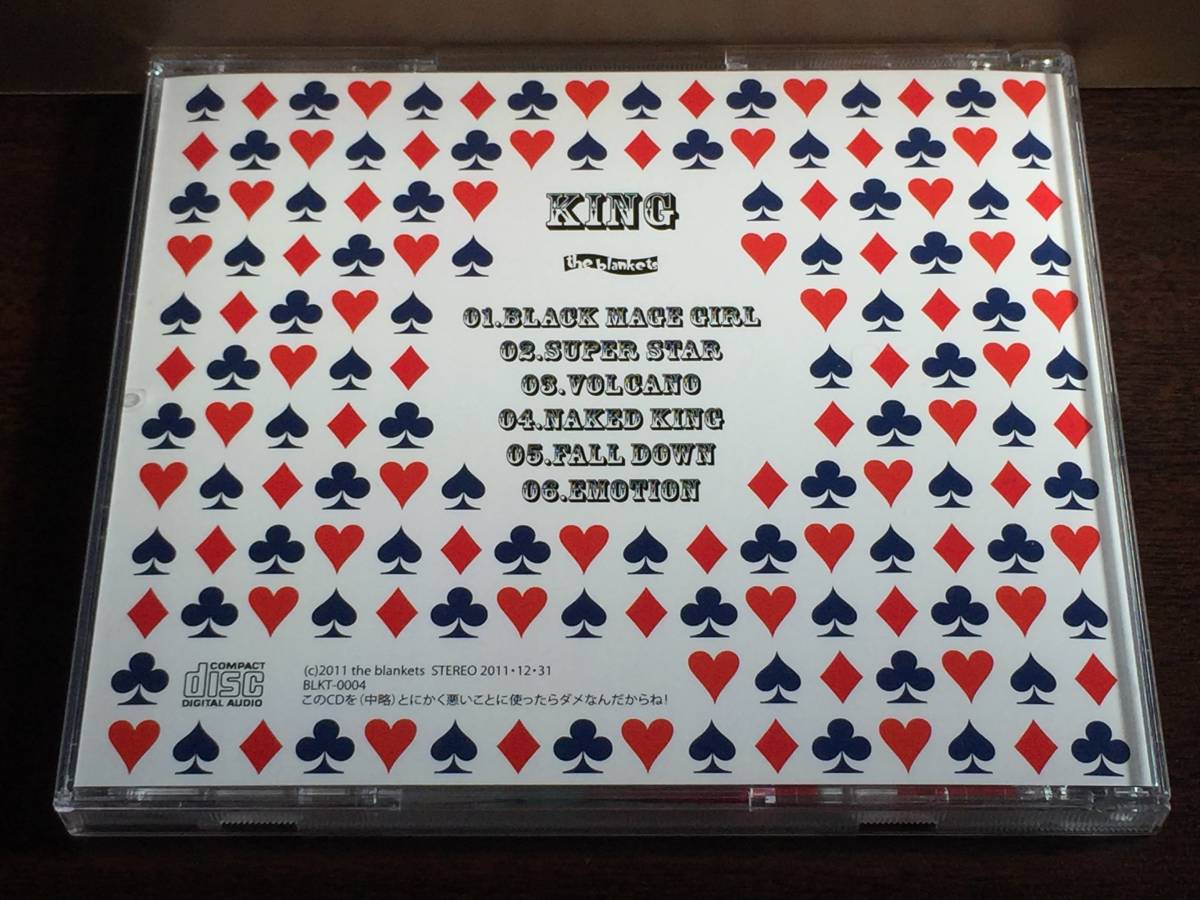 KING
the blankets
01.BLACK MAGE GIRL
02.SUPER STAR
03.VOLCANO
04.NAKED KING
05.FALL DOWN
06.EMOTION
COMPACT
disc
DIGITAL AUDIO
(c)2011 the blankets STEREO 2011・12・31
BLKT-0004
このCDを(中略)とにかく悪いことに使ったらダメなんだからね!